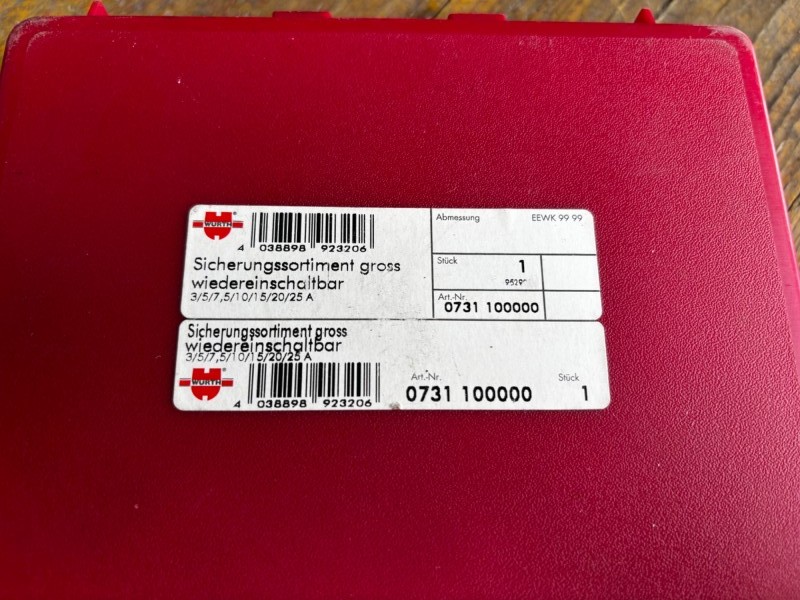 WÜRTH
4 038898 923206
Sicherungssortiment gross
wiedereinschaltbar
3/5/7,5/10/15/20/25 A
Abmessung EEWK 99 99
Stück 1
Art.-Nr.
0731 100000
Sicherungssortiment gross
wiedereinschaltbar
3/5/7,5/10/15/20/25 A
WÜRTH
4 038898 923206
Art.-Nr. Stück
0731 100000 1